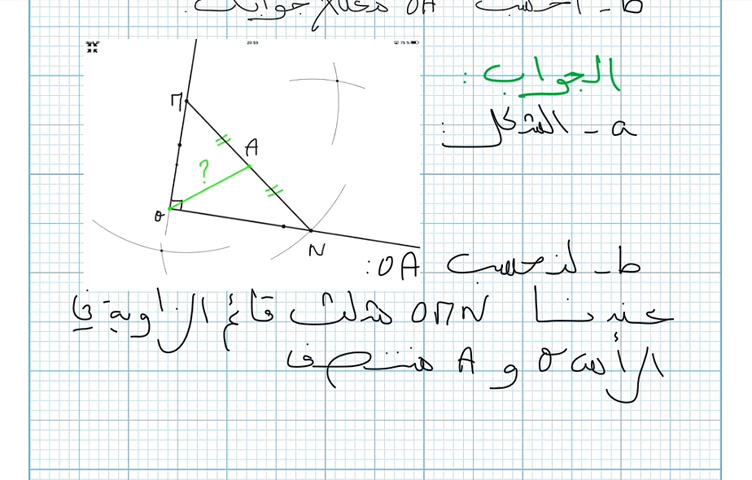 b - احسب OA معللا جوابك.
الجواب :
a - الشكل :
M
A
?
O
N
b - لنحسب OA :
عندنا OMN مثلث قائم الزاوية في
الرأس O و A منتصف